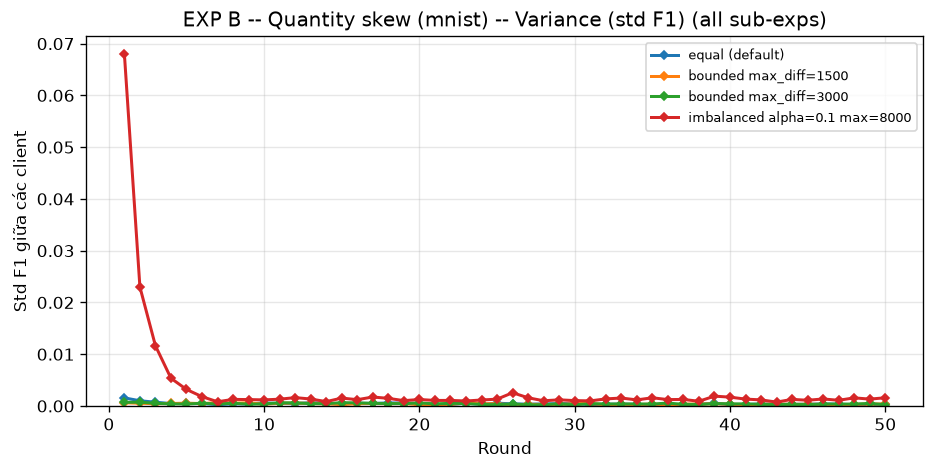 EXP B -- Quantity skew (mnist) -- Variance (std F1) (all sub-exps)
equal (default)
bounded max_diff=1500
bounded max_diff=3000
imbalanced alpha=0.1 max=8000
Std F1 giữa các client
0.07
0.06
0.05
0.04
0.03
0.02
0.01
0.00
0 10 20 30 40 50
Round